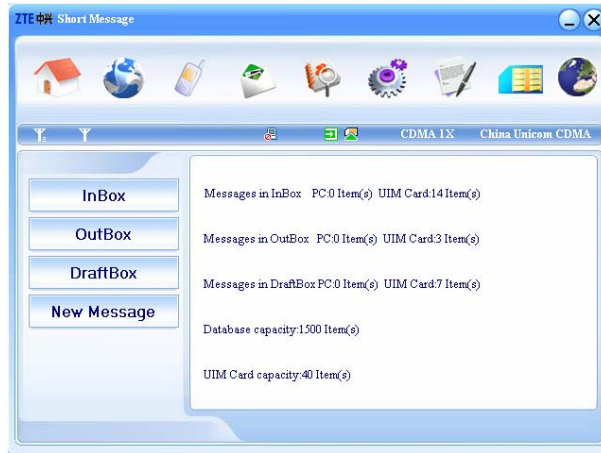 ZTE中兴 Short Message
CDMA 1X China Unicom CDMA
InBox
OutBox
DraftBox
New Message
Messages in InBox PC:0 Item(s) UIM Card:14 Item(s)
Messages in OutBox PC:0 Item(s) UIM Card:3 Item(s)
Messages in DraftBox PC:0 Item(s) UIM Card:7 Item(s)
Database capacity:1500 Item(s)
UIM Card capacity:40 Item(s)